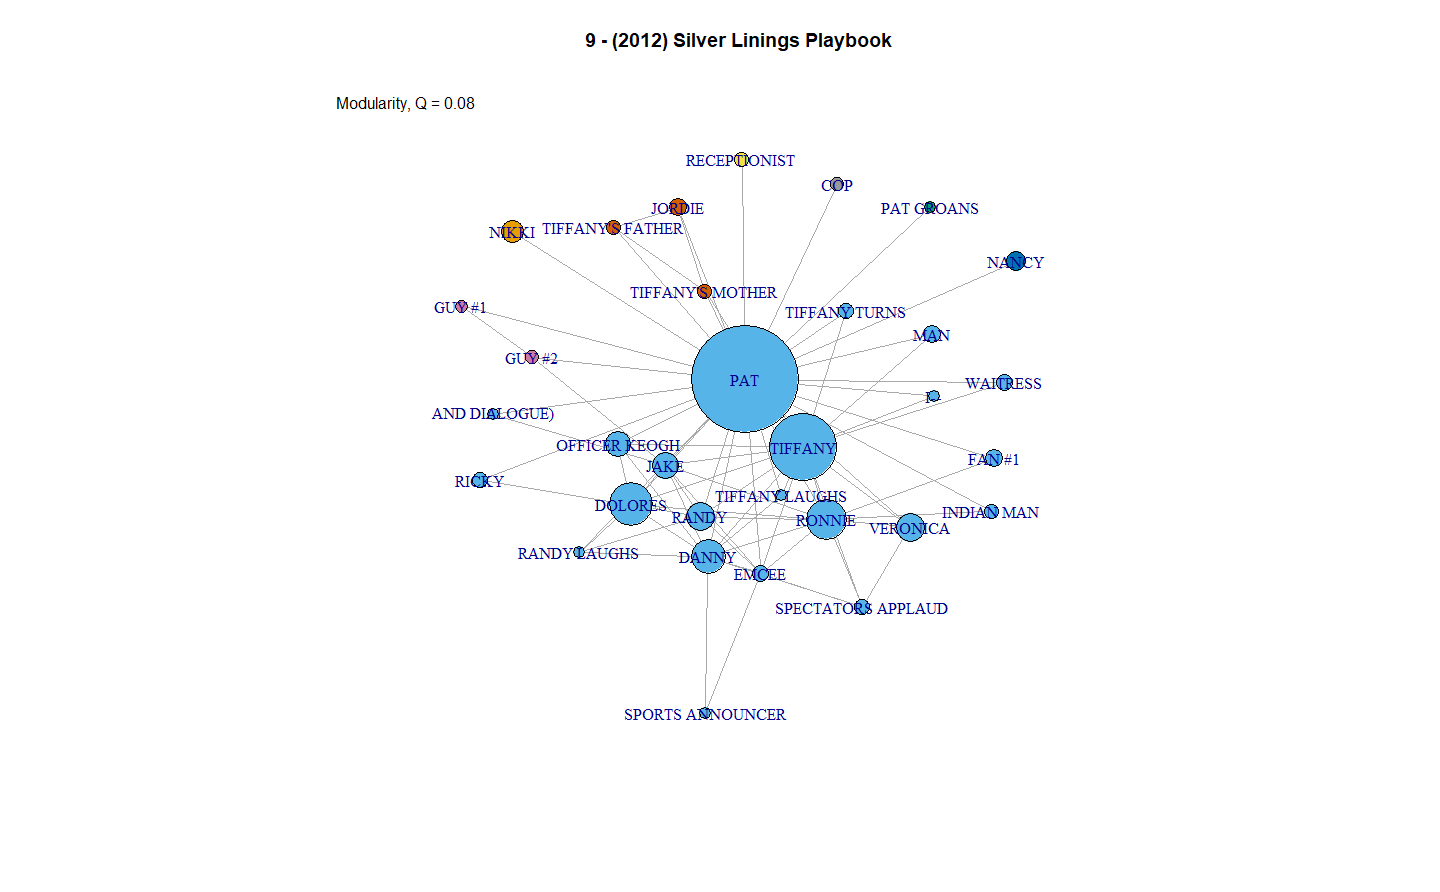 9 - (2012) Silver Linings Playbook
Modularity, Q = 0.08
RECEPTIONIST
COP
JORDIE
PAT GROANS
TIFFANY'S FATHER
NIKKI
NANCY
TIFFANY'S MOTHER
GUY #1
TIFFANY TURNS
MAN
GUY #2
PAT
WAITRESS
AND DIALOGUE)
OFFICER KEOGH
TIFFANY
FAN #1
JAKE
RICKY
TIFFANY LAUGHS
DOLORES
INDIAN MAN
RANDY
RONNIE
VERONICA
RANDY LAUGHS
DANNY
EMCEE
SPECTATORS APPLAUD
SPORTS ANNOUNCER